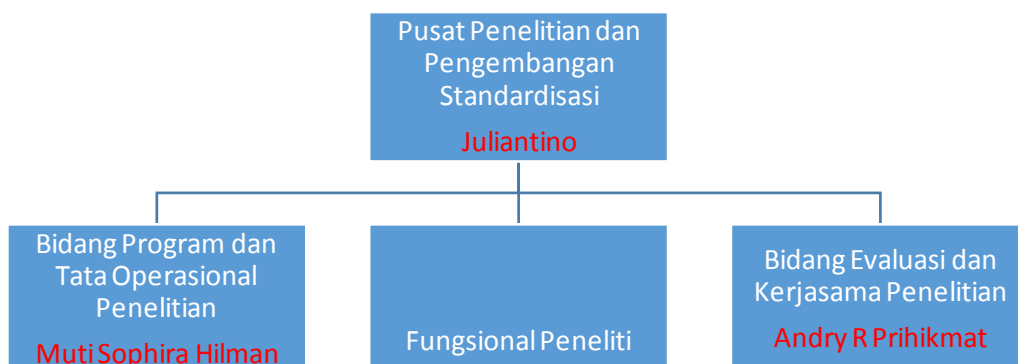 Pusat Penelitian dan
Pengembangan
Standardisasi
Juliantino
Bidang Program dan
Tata Operasional
Penelitian
Muti Sophira Hilman
Fungsional Peneliti
Bidang Evaluasi dan
Kerjasama Penelitian
Andry R Prihikmat